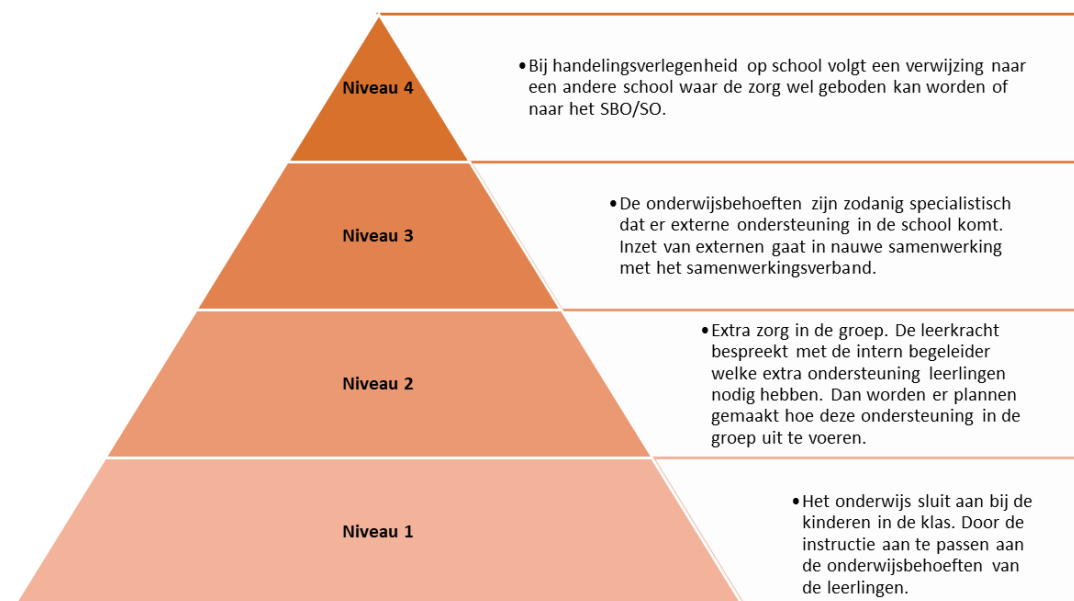 Niveau 4
•Bij handelingsverlegenheid op school volgt een verwijzing naar
een andere school waar de zorg wel geboden kan worden of
naar het SBO/SO.
Niveau 3
•De onderwijsbehoeften zijn zodanig specialistisch
dat er externe ondersteuning in de school komt.
Inzet van externen gaat in nauwe samenwerking
met het samenwerkingsverband.
Niveau 2
•Extra zorg in de groep. De leerkracht
bespreekt met de intern begeleider
welke extra ondersteuning leerlingen
nodig hebben. Dan worden er plannen
gemaakt hoe deze ondersteuning in de
groep uit te voeren.
Niveau 1
•Het onderwijs sluit aan bij de
kinderen in de klas. Door de
instructie aan te passen aan
de onderwijsbehoeften van
de leerlingen.